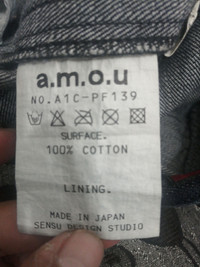 a.m.o.u
NO.A1C-PF139
SURFACE.
100% COTTON
LINING.
MADE IN JAPAN
SENSU DESIGN STUDIO